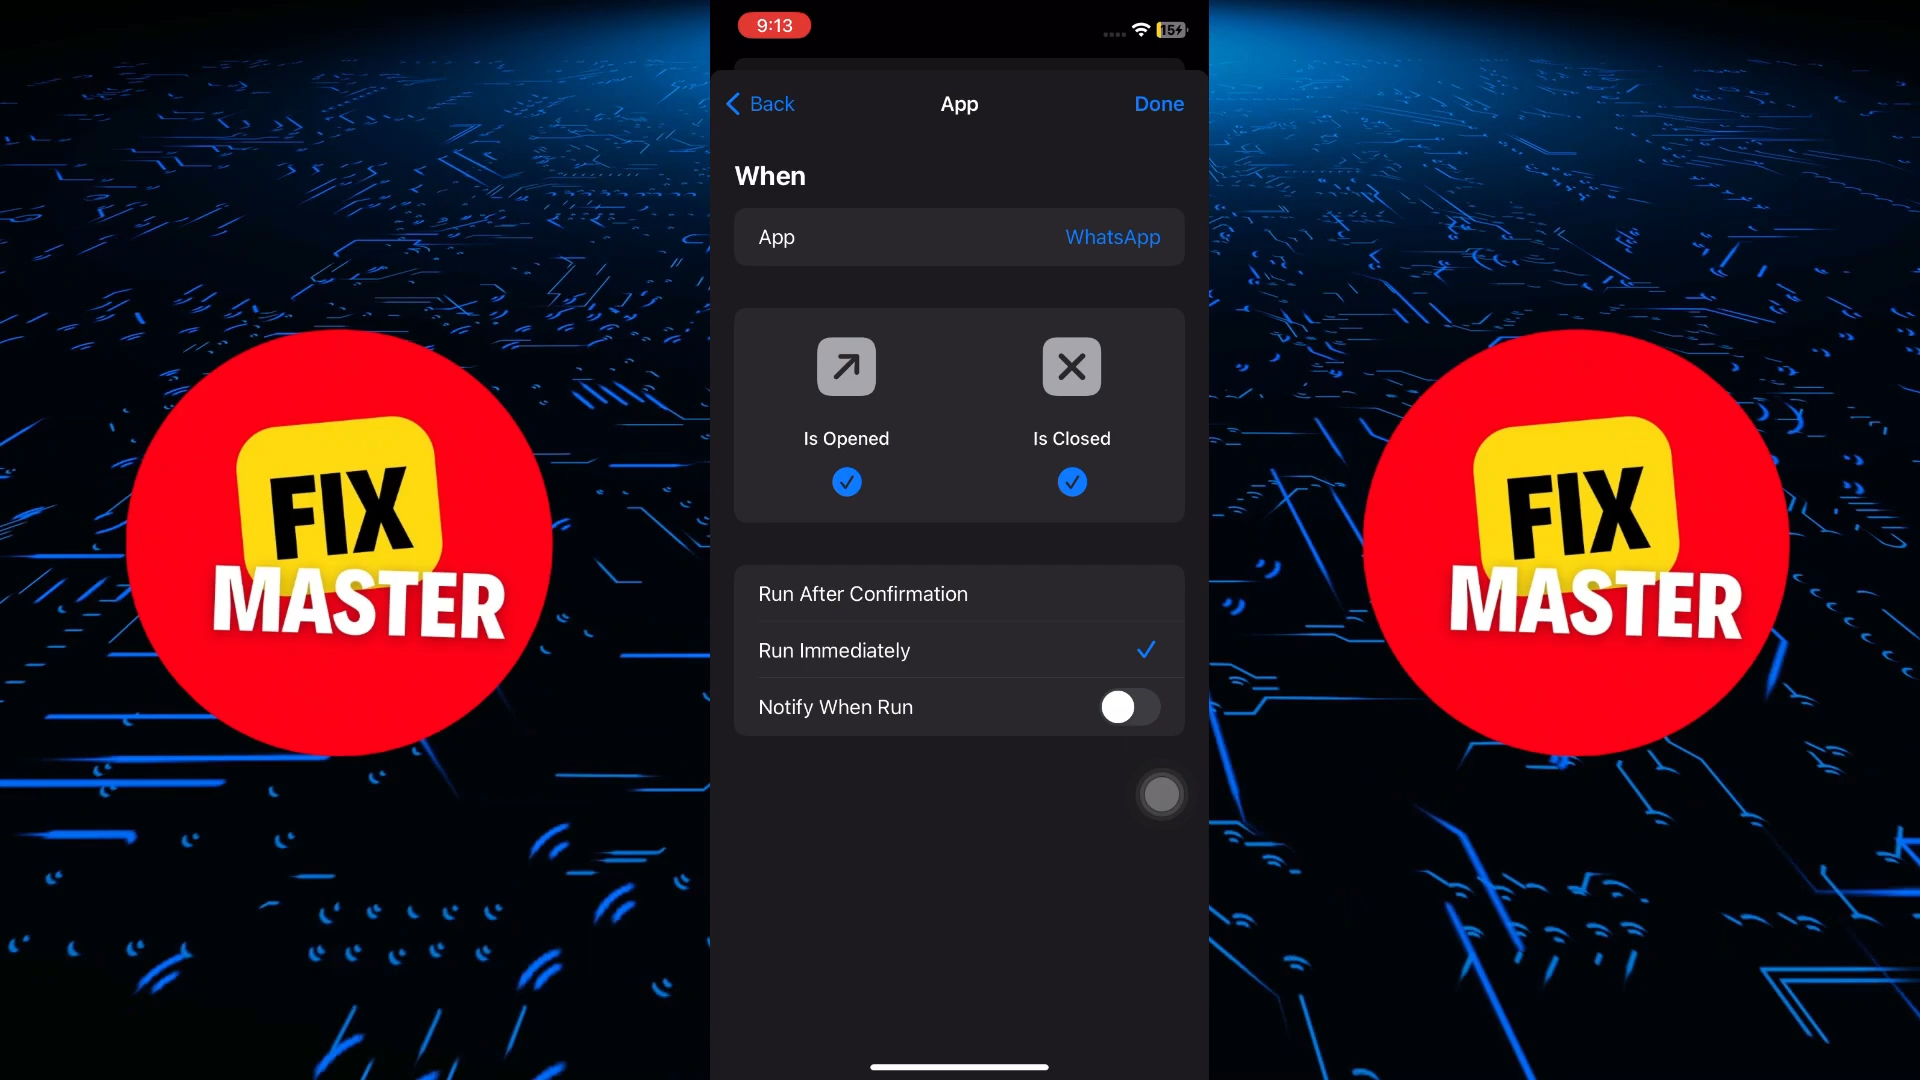 9:13
15
Back
App
Done
When
App
WhatsApp
Is Opened
Is Closed
Run After Confirmation
Run Immediately
Notify When Run
FIX
MASTER
FIX
MASTER